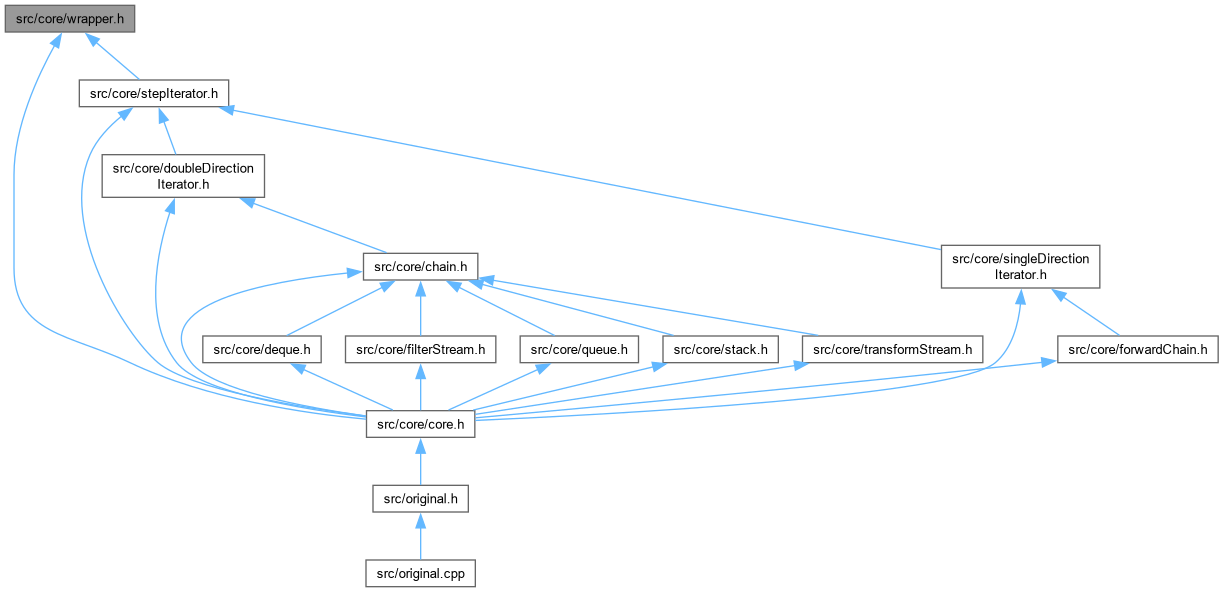 src/core/wrapper.h
src/core/stepIterator.h
src/core/doubleDirection
Iterator.h
src/core/chain.h
src/core/singleDirection
Iterator.h
src/core/deque.h
src/core/filterStream.h
src/core/queue.h
src/core/stack.h
src/core/transformStream.h
src/core/forwardChain.h
src/core/core.h
src/original.h
src/original.cpp